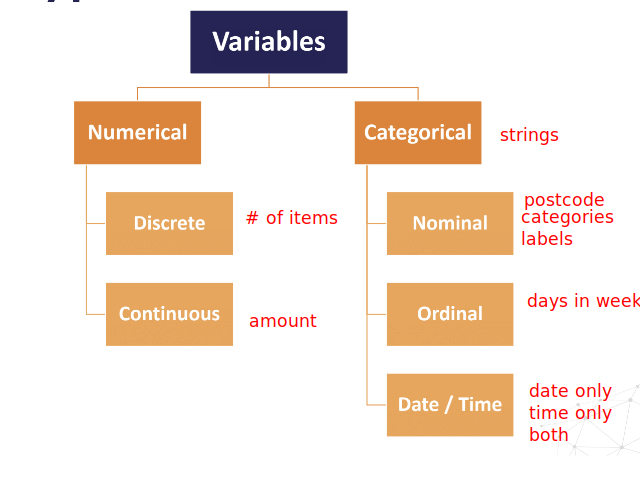 Variables
Numerical
Categorical
strings
Discrete
# of items
Nominal
postcode
categories
labels
Continuous
amount
Ordinal
days in week
Date / Time
date only
time only
both